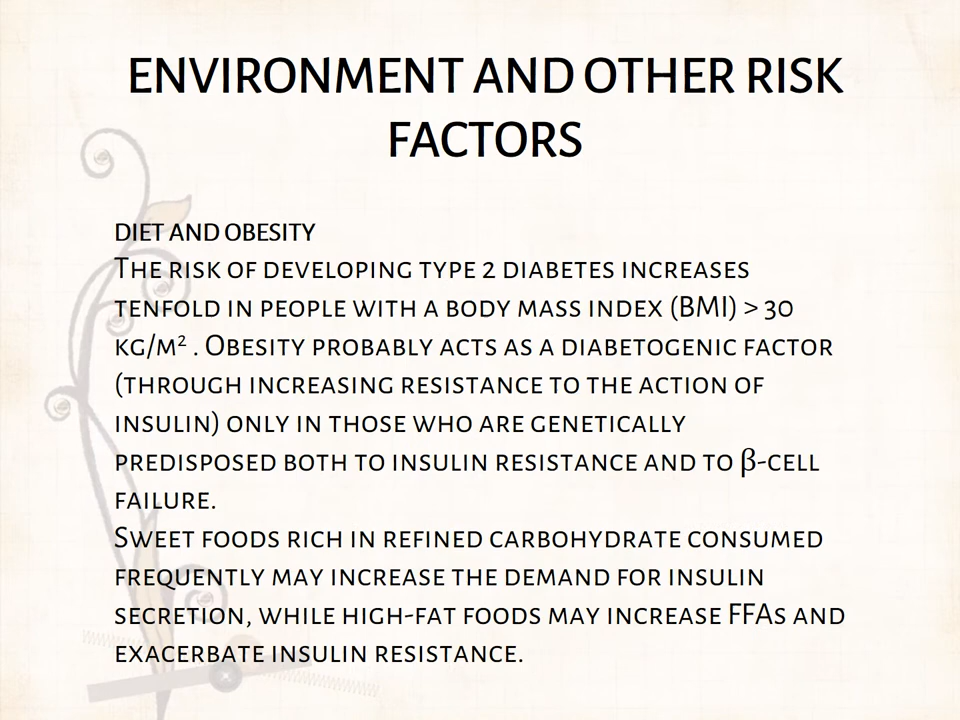 ENVIRONMENT AND OTHER RISK
FACTORS
DIET AND OBESITY
THE RISK OF DEVELOPING TYPE 2 DIABETES INCREASES
TENFOLD IN PEOPLE WITH A BODY MASS INDEX (BMI) > 30
KG/M² . OBESITY PROBABLY ACTS AS A DIABETOGENIC FACTOR
(THROUGH INCREASING RESISTANCE TO THE ACTION OF
INSULIN) ONLY IN THOSE WHO ARE GENETICALLY
PREDISPOSED BOTH TO INSULIN RESISTANCE AND TO β-CELL
FAILURE.
SWEET FOODS RICH IN REFINED CARBOHYDRATE CONSUMED
FREQUENTLY MAY INCREASE THE DEMAND FOR INSULIN
SECRETION, WHILE HIGH-FAT FOODS MAY INCREASE FFAS AND
EXACERBATE INSULIN RESISTANCE.